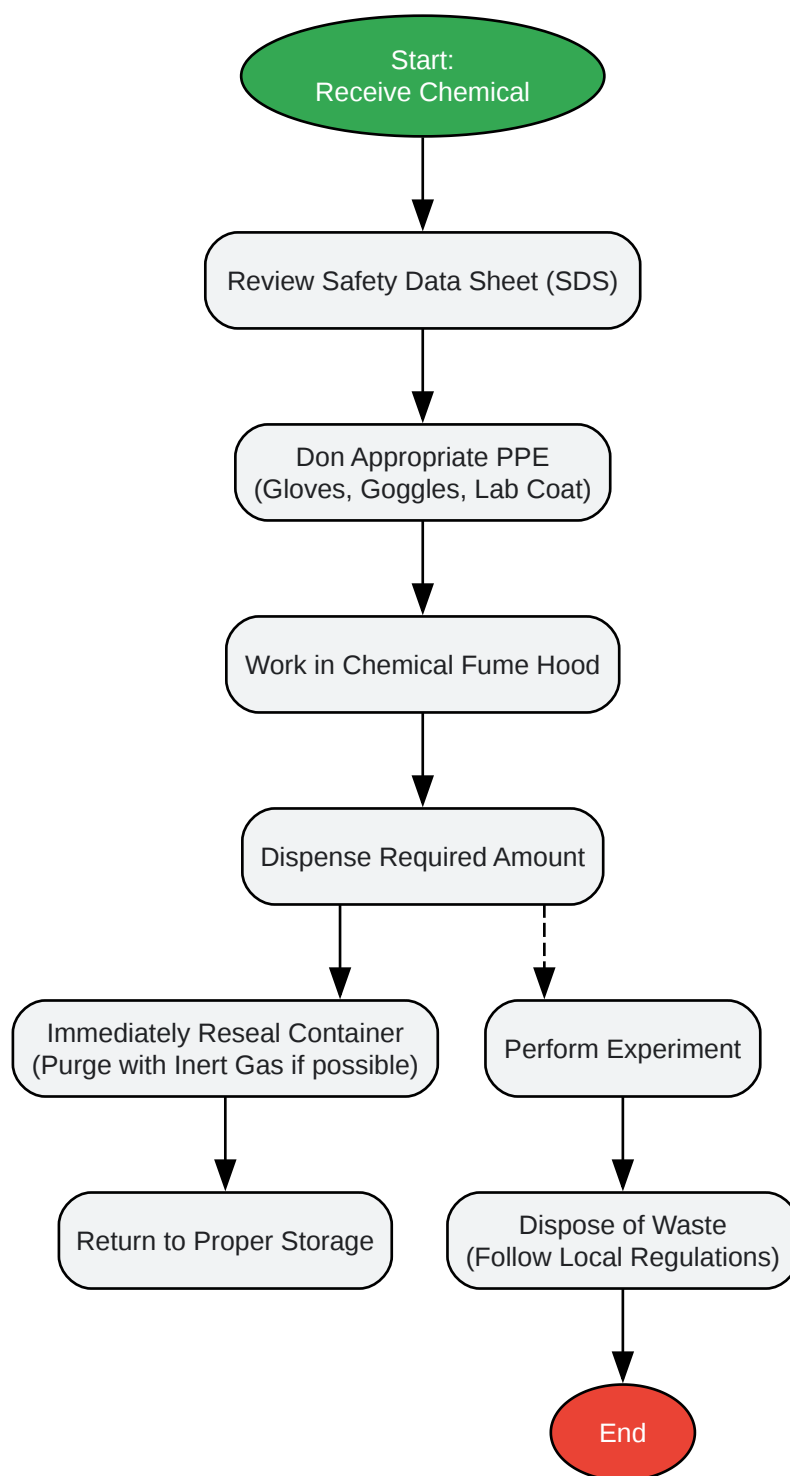 Start:
Receive Chemical
Review Safety Data Sheet (SDS)
Don Appropriate PPE
(Gloves, Goggles, Lab Coat)
Work in Chemical Fume Hood
Dispense Required Amount
Immediately Reseal Container
(Purge with Inert Gas if possible)
Perform Experiment
Return to Proper Storage
Dispose of Waste
(Follow Local Regulations)
End